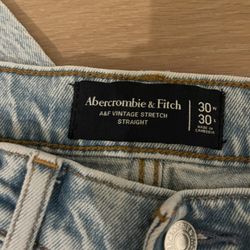 Abercrombie & Fitch
A&F VINTAGE STRETCH
STRAIGHT
30 W
30 L
MADE IN
CAMBODIA